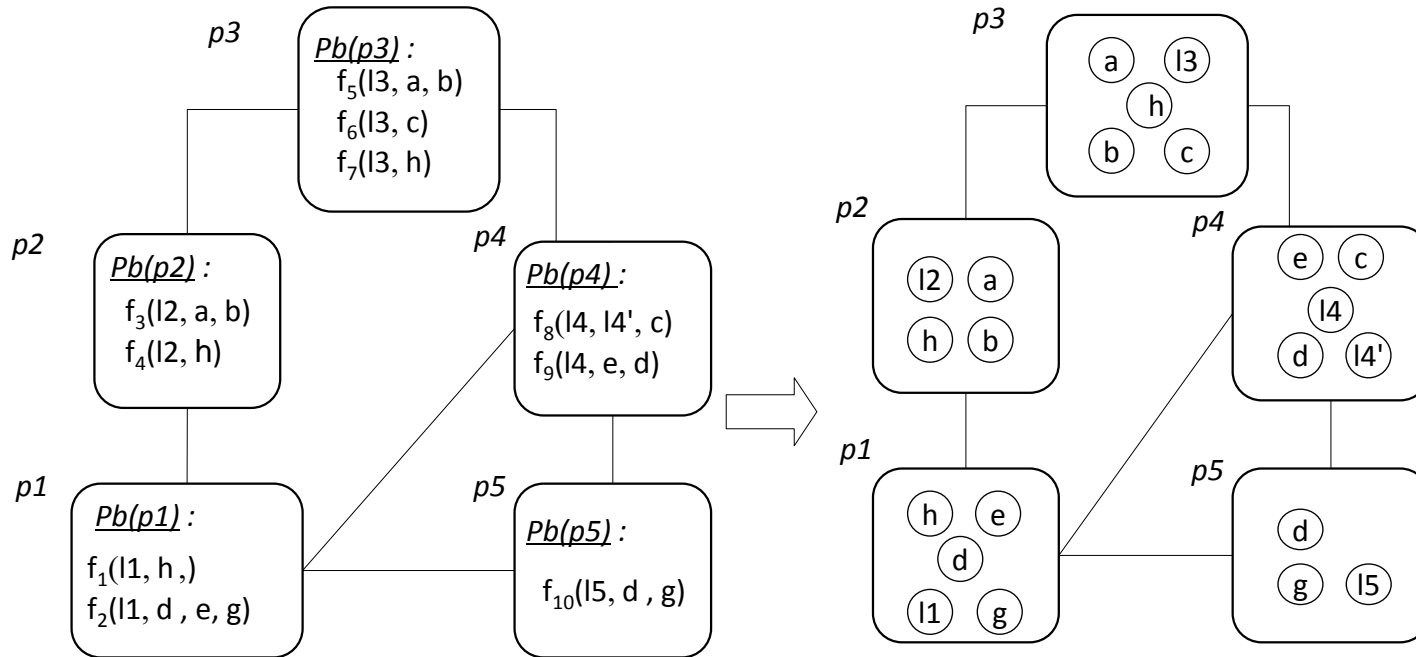 p3
Pb(p3) :
f5(l3, a, b)
f6(l3, c)
f7(l3, h)
p2
Pb(p2) :
f3(l2, a, b)
f4(l2, h)
p4
Pb(p4) :
f8(l4, l4', c)
f9(l4, e, d)
p1
Pb(p1) :
f1(l1, h ,)
f2(l1, d , e, g)
p5
Pb(p5) :
f10(l5, d , g)
p3
a l3
h
b c
p2
l2 a
h b
p4
e c
l4
d l4'
p1
h e
d
l1 g
p5
d
g l5